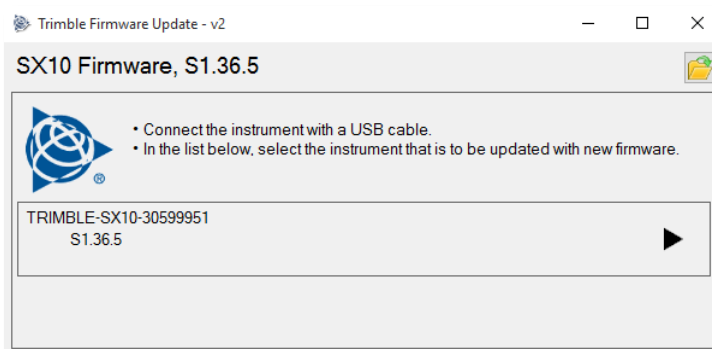 Trimble Firmware Update - v2
SX10 Firmware, S1.36.5
• Connect the instrument with a USB cable.
• In the list below, select the instrument that is to be updated with new firmware.
®
TRIMBLE-SX10-30599951
S1.36.5